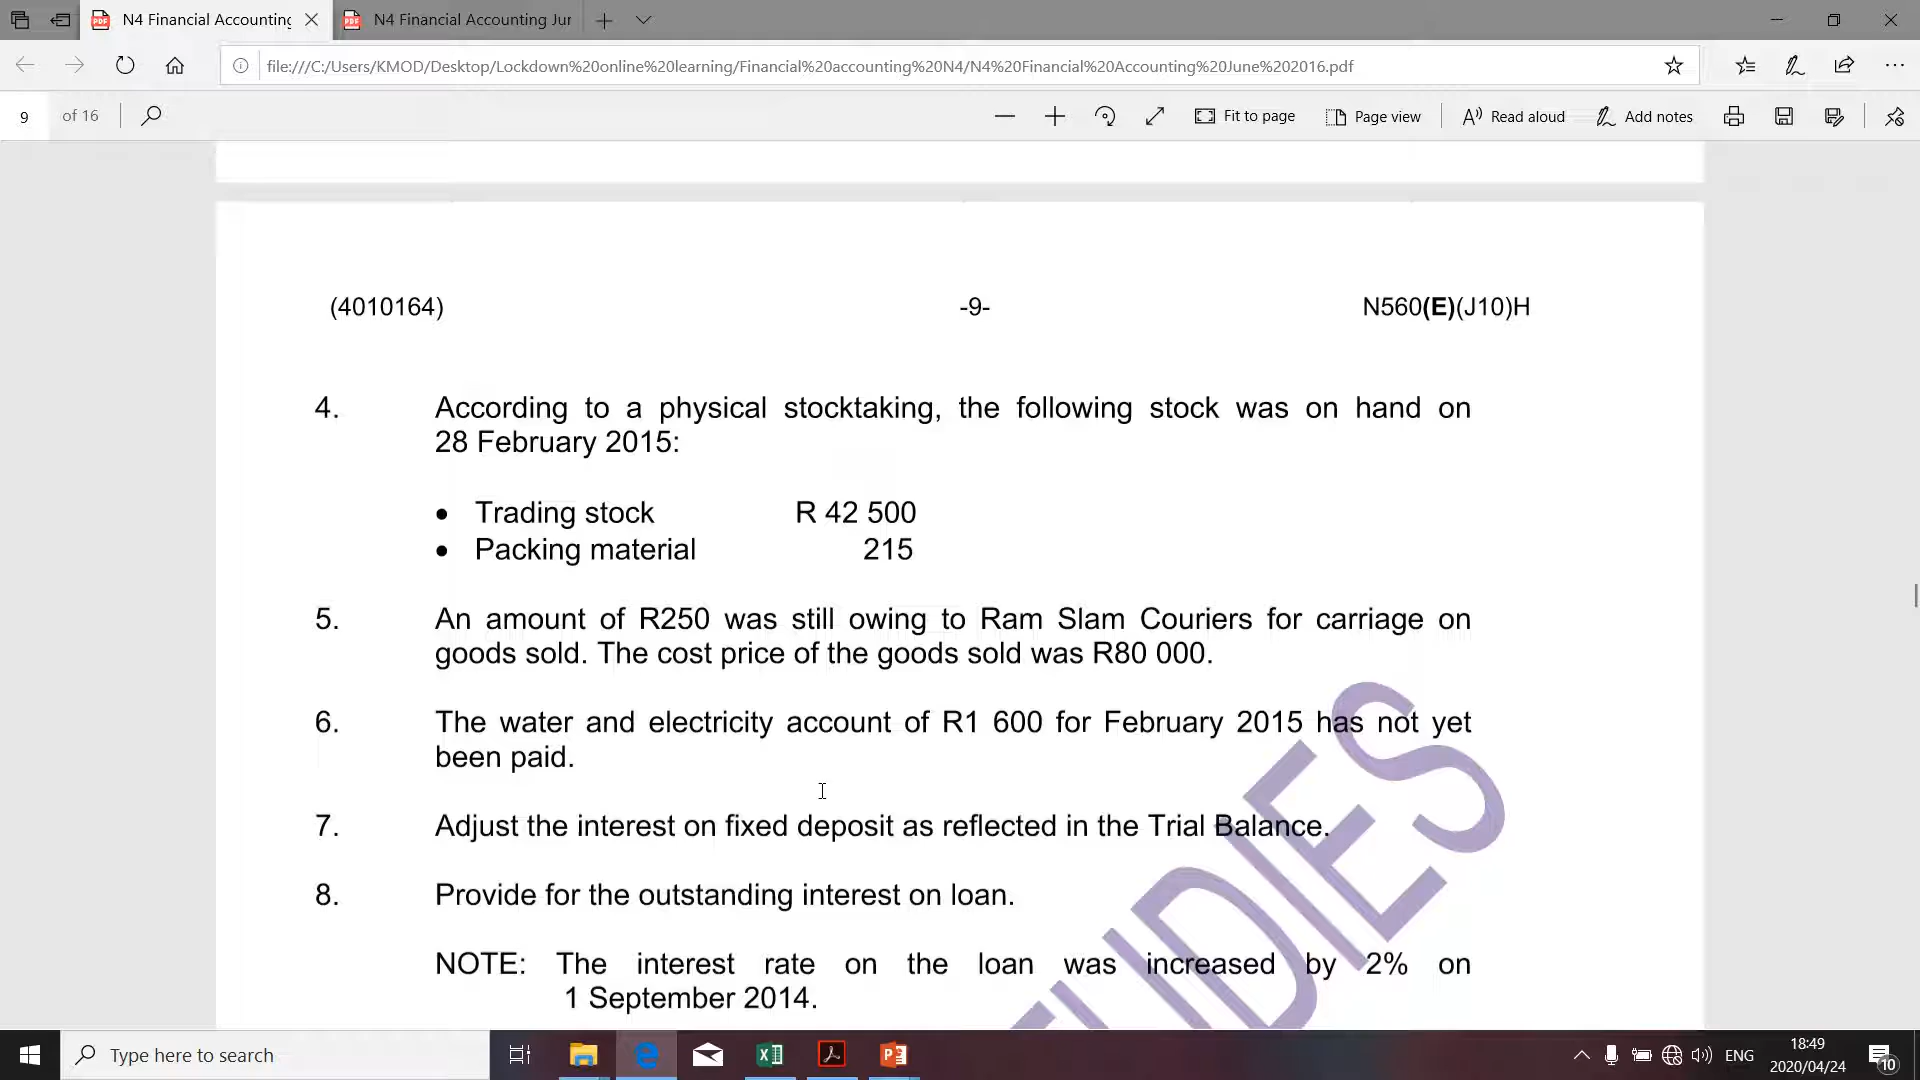 N4 Financial Accounting
N4 Financial Accounting Jur
file:///C:/Users/KMOD/Desktop/Lockdown%20online%20learning/Financial%20accounting%20N4/N4%20Financial%20Accounting%20June%202016.pdf
9 of 16
Fit to page
Page view
Read aloud
Add notes
(4010164) -9- N560(E)(J10)H
4. According to a physical stocktaking, the following stock was on hand on
28 February 2015:
• Trading stock R 42 500
• Packing material 215
5. An amount of R250 was still owing to Ram Slam Couriers for carriage on
goods sold. The cost price of the goods sold was R80 000.
6. The water and electricity account of R1 600 for February 2015 has not yet
been paid.
7. Adjust the interest on fixed deposit as reflected in the Trial Balance.
8. Provide for the outstanding interest on loan.
NOTE: The interest rate on the loan was increased by 2% on
1 September 2014.
UDIES
Type here to search
ENG
18:49
2020/04/24
10